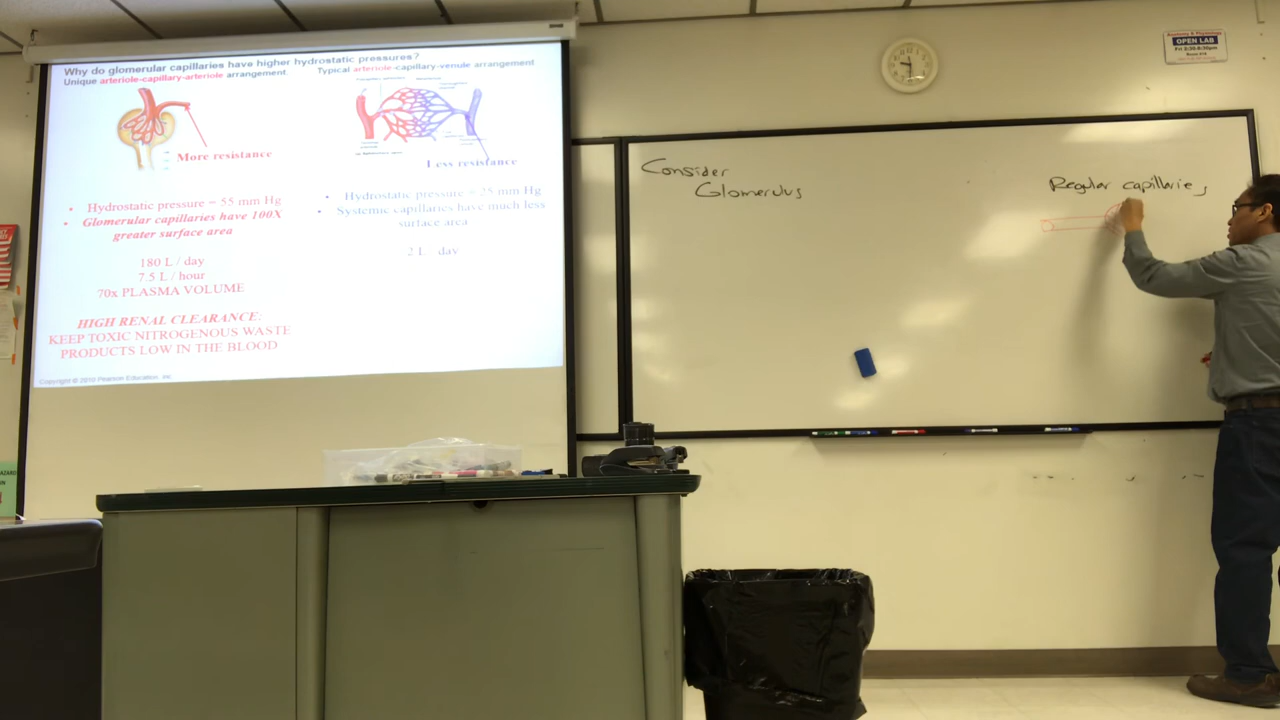 Why do glomerular capillaries have higher hydrostatic pressures?
Unique arteriole-capillary-arteriole arrangement.
Typical arteriole-capillary-venule arrangement
More resistance
Less resistance
• Hydrostatic pressure = 55 mm Hg
• Glomerular capillaries have 100X
greater surface area
180 L / day
7.5 L / hour
70x PLASMA VOLUME
HIGH RENAL CLEARANCE:
KEEP TOXIC NITROGENOUS WASTE
PRODUCTS LOW IN THE BLOOD
• Hydrostatic pressure = 25 mm Hg
• Systemic capillaries have much less
surface area
2 L day
Copyright © 2010 Pearson Education, Inc.
Consider
Glomerulus
Regular capillaries
Anatomy & Physiology
OPEN LAB